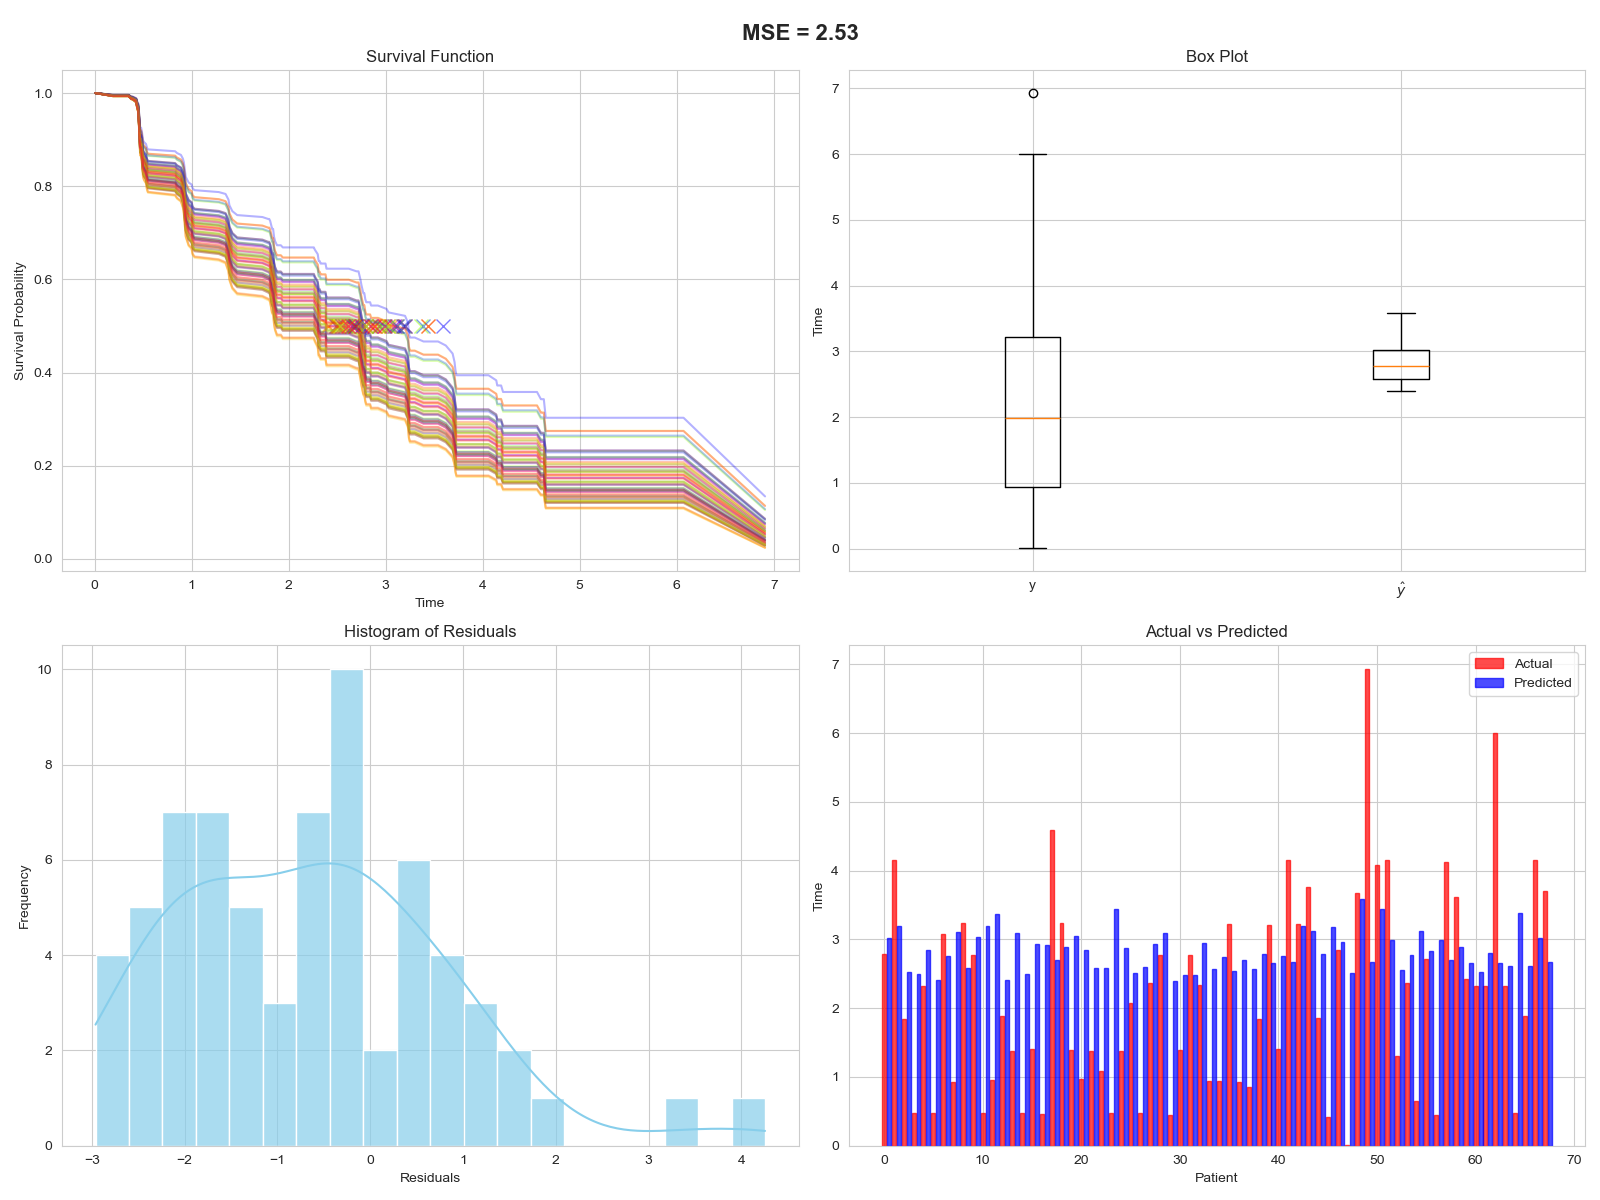 MSE = 2.53
Survival Function
Survival Probability
1.0
0.8
0.6
0.4
0.2
0.0
0 1 2 3 4 5 6 7
Time
Box Plot
Time
7
6
5
4
3
2
1
0
y ŷ
Histogram of Residuals
Frequency
10
8
6
4
2
0
−3 −2 −1 0 1 2 3 4
Residuals
Actual vs Predicted
Actual
Predicted
Time
7
6
5
4
3
2
1
0
0 10 20 30 40 50 60 70
Patient